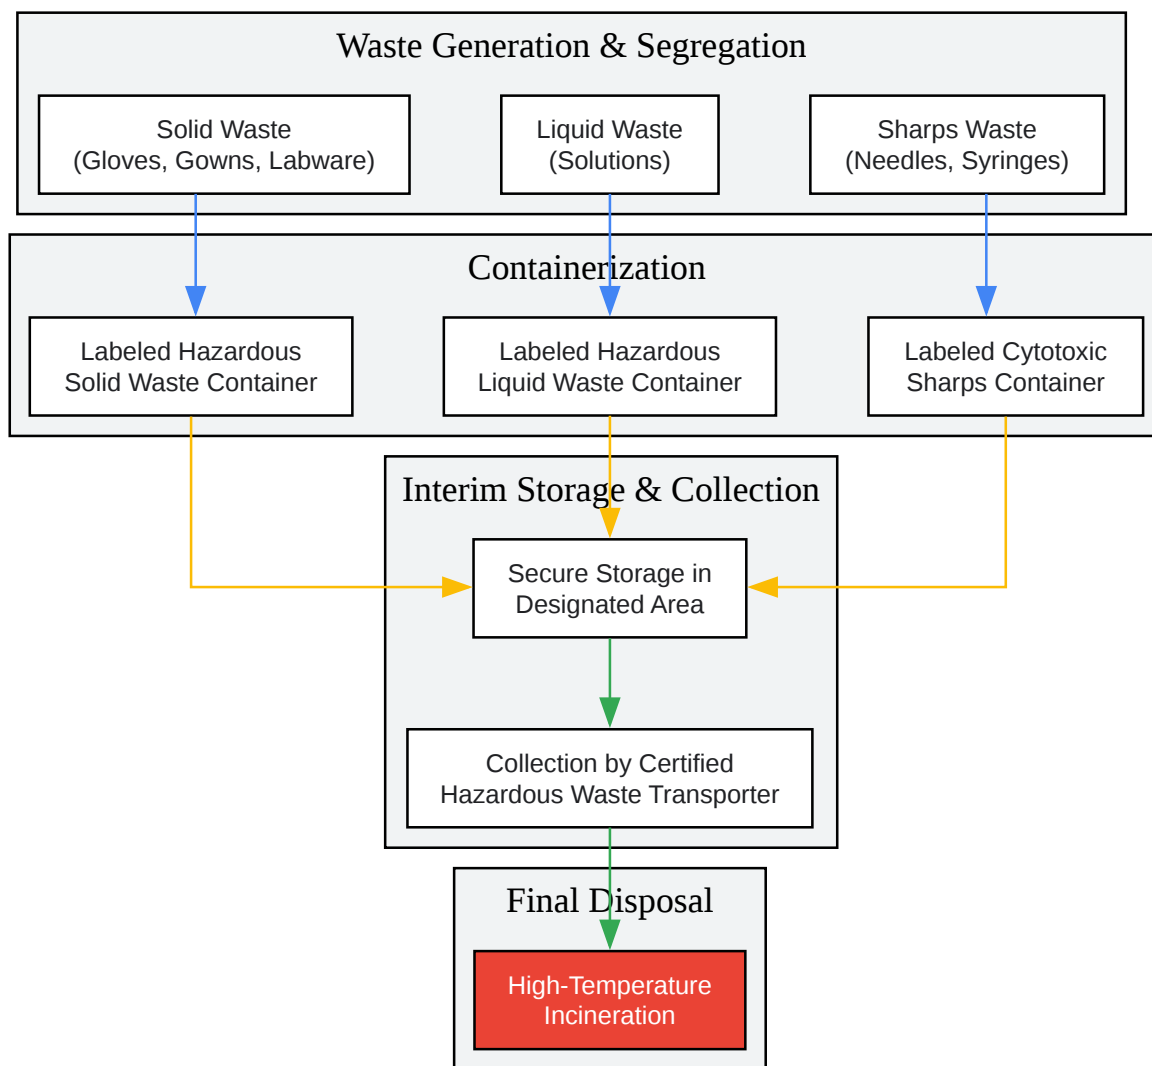 Waste Generation & Segregation
Solid Waste
(Gloves, Gowns, Labware)
Liquid Waste
(Solutions)
Sharps Waste
(Needles, Syringes)
Containerization
Labeled Hazardous
Solid Waste Container
Labeled Hazardous
Liquid Waste Container
Labeled Cytotoxic
Sharps Container
Interim Storage & Collection
Secure Storage in
Designated Area
Collection by Certified
Hazardous Waste Transporter
Final Disposal
High-Temperature
Incineration